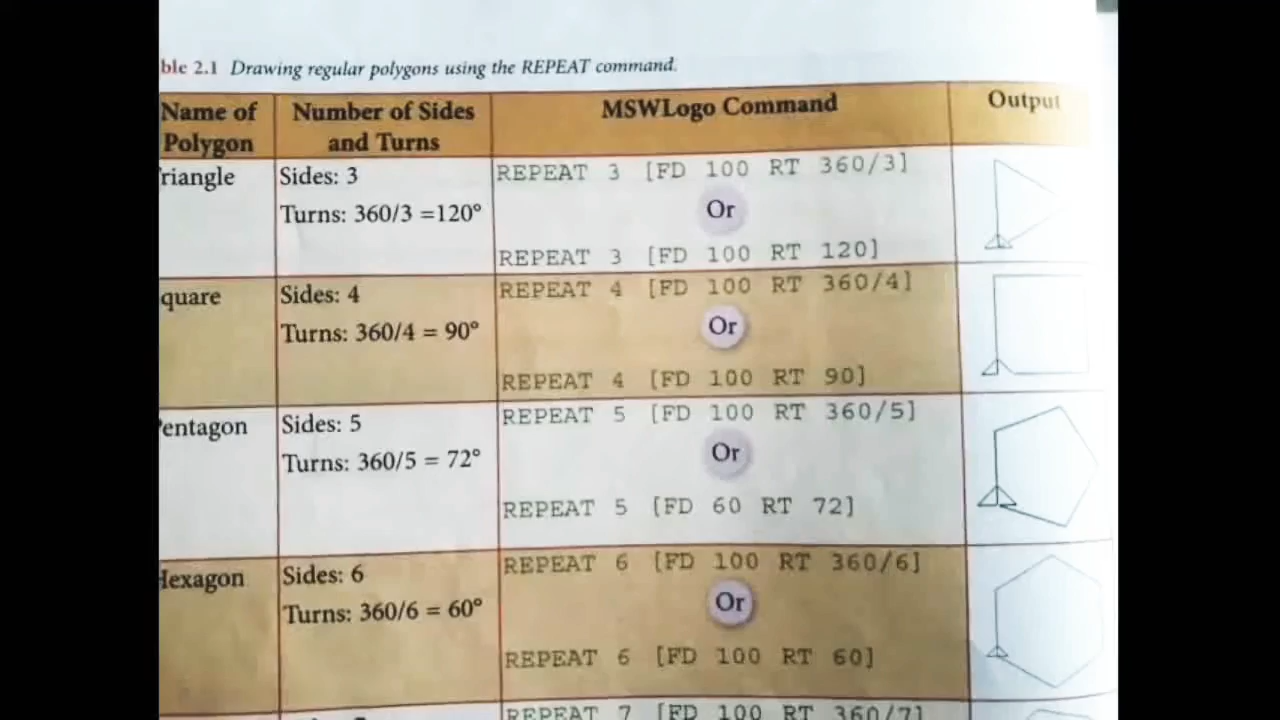 ble 2.1 Drawing regular polygons using the REPEAT command.
Name of Polygon
Number of Sides and Turns
MSWLogo Command
Output
riangle
Sides: 3
Turns: 360/3 =120°
REPEAT 3 [FD 100 RT 360/3]
Or
REPEAT 3 [FD 100 RT 120]
quare
Sides: 4
Turns: 360/4 = 90°
REPEAT 4 [FD 100 RT 360/4]
Or
REPEAT 4 [FD 100 RT 90]
entagon
Sides: 5
Turns: 360/5 = 72°
REPEAT 5 [FD 100 RT 360/5]
Or
REPEAT 5 [FD 60 RT 72]
Hexagon
Sides: 6
Turns: 360/6 = 60°
REPEAT 6 [FD 100 RT 360/6]
Or
REPEAT 6 [FD 100 RT 60]
REPEAT 7 [FD 100 RT 360/7]